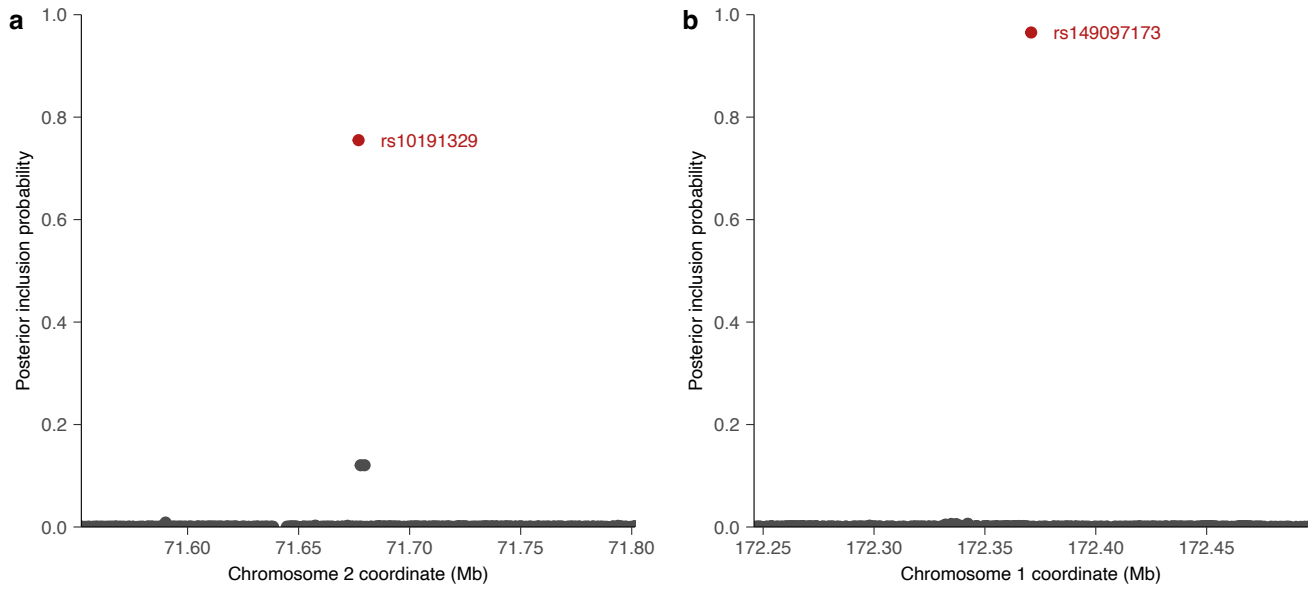 a
1.0
0.8
0.6
0.4
0.2
0.0
Posterior inclusion probability
rs10191329
71.60
71.65
71.70
71.75
71.80
Chromosome 2 coordinate (Mb)
b
1.0
0.8
0.6
0.4
0.2
0.0
Posterior inclusion probability
rs149097173
172.25
172.30
172.35
172.40
172.45
Chromosome 1 coordinate (Mb)